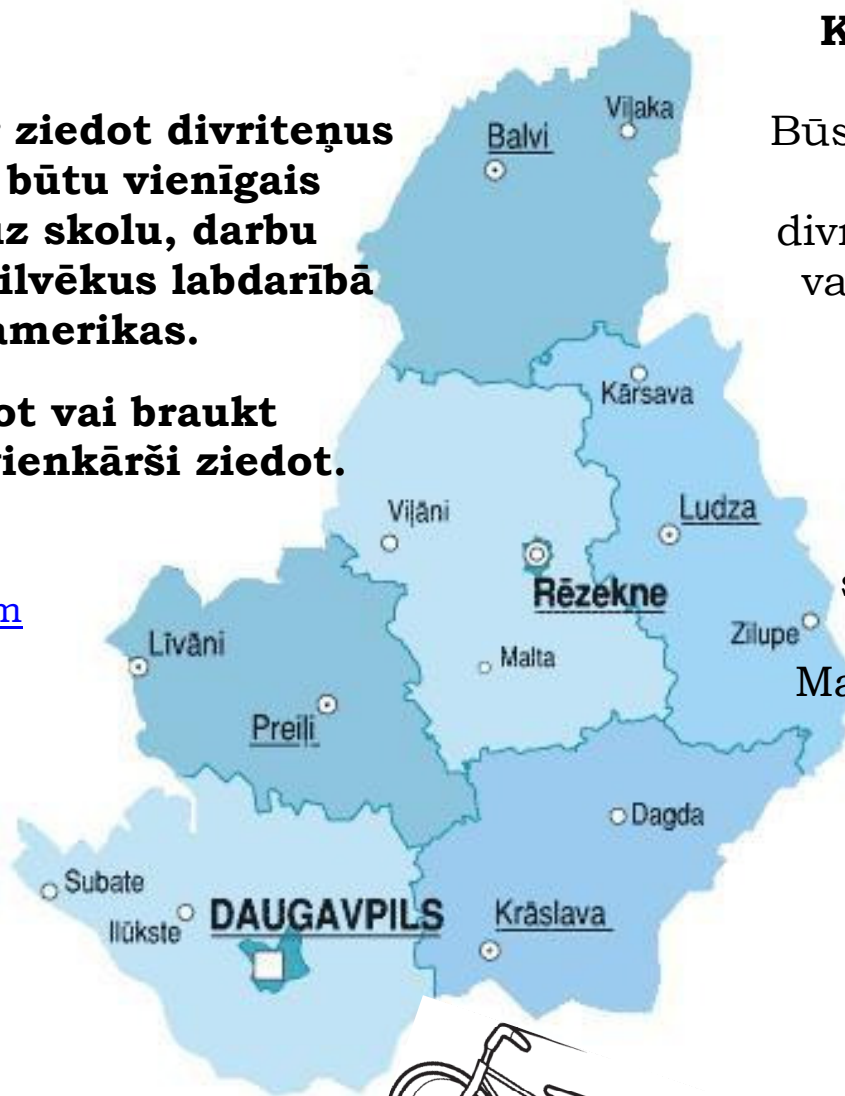 ziedot divriteņus
būtu vienīgais
uz skolu, darbu
ilvēkus labdarībā
amerikas.
ot vai braukt
vienkārši ziedot.
m
K
Būs
divr
va
s
Ma
Viļaka
Balvi
Kārsava
Viļāni
Ludza
Rēzekne
Zilupe
Malta
Līvāni
Preiļi
Dagda
Subate
Ilūkste
DAUGAVPILS
Krāslava